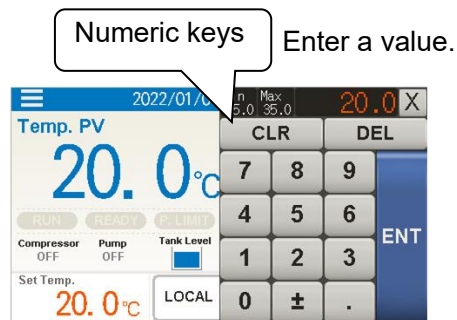 Numeric keys
Enter a value.
2022/01/0
n Max
5.0 35.0
20.0 X
Temp. PV
20.0℃
CLR DEL
7 8 9
4 5 6
ENT
1 2 3
0 ± .
RUN READY P. LIMIT
Compressor Pump Tank Level
OFF OFF
Set Temp.
20.0℃
LOCAL